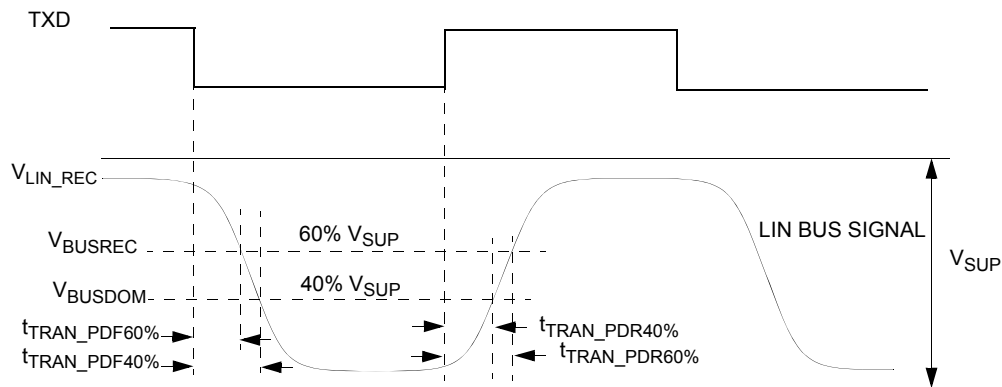 TXD
VLIN_REC
VBUSREC
60% VSUP
LIN BUS SIGNAL
VSUP
VBUSDOM
40% VSUP
tTRAN_PDF60%
tTRAN_PDR40%
tTRAN_PDF40%
tTRAN_PDR60%